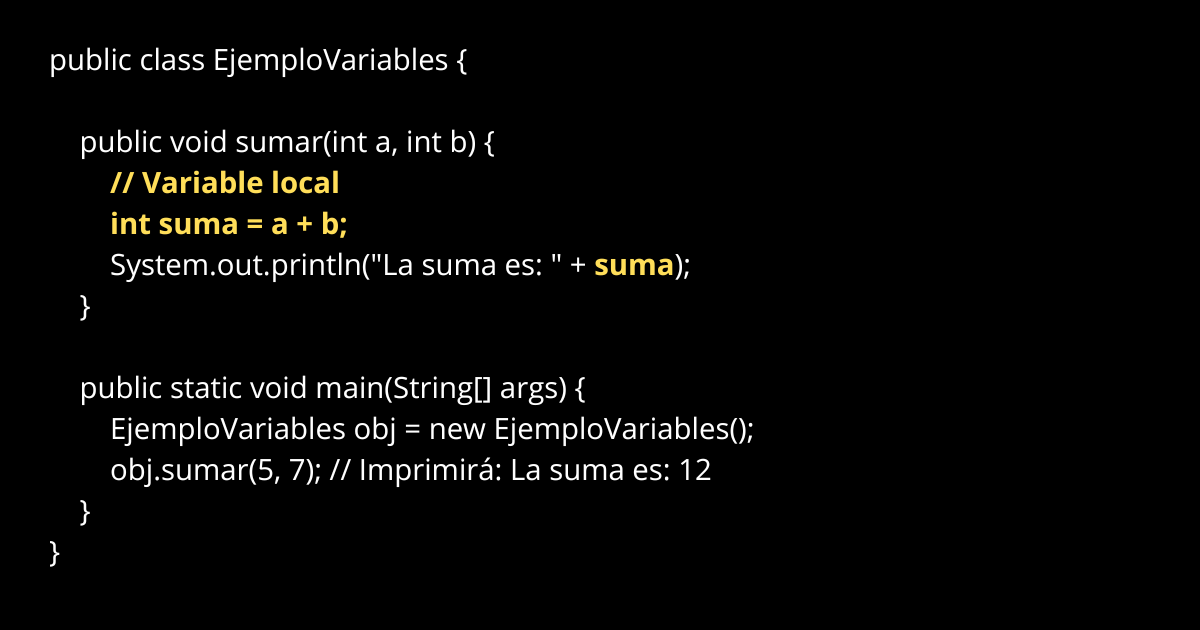 public class EjemploVariables {
public void sumar(int a, int b) {
// Variable local
int suma = a + b;
System.out.println("La suma es: " + suma);
}
public static void main(String[] args) {
EjemploVariables obj = new EjemploVariables();
obj.sumar(5, 7); // Imprimirá: La suma es: 12
}
}